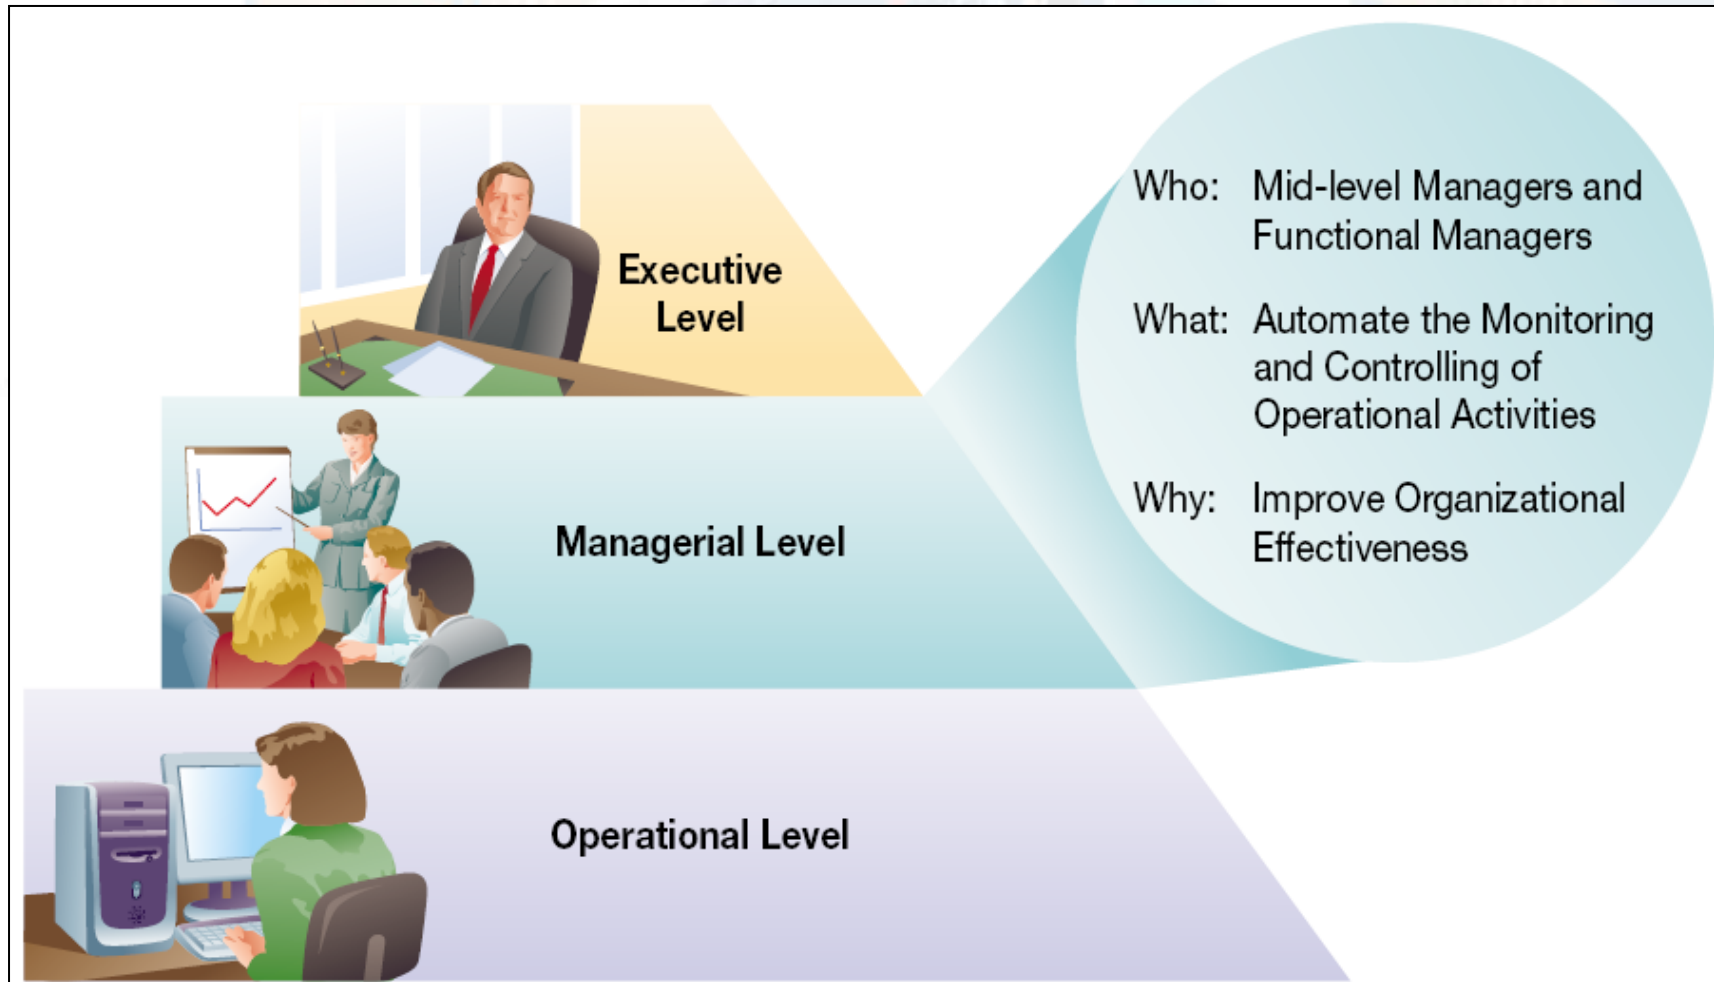 Executive
Level
Managerial Level
Operational Level
Who: Mid-level Managers and
Functional Managers
What: Automate the Monitoring
and Controlling of
Operational Activities
Why: Improve Organizational
Effectiveness